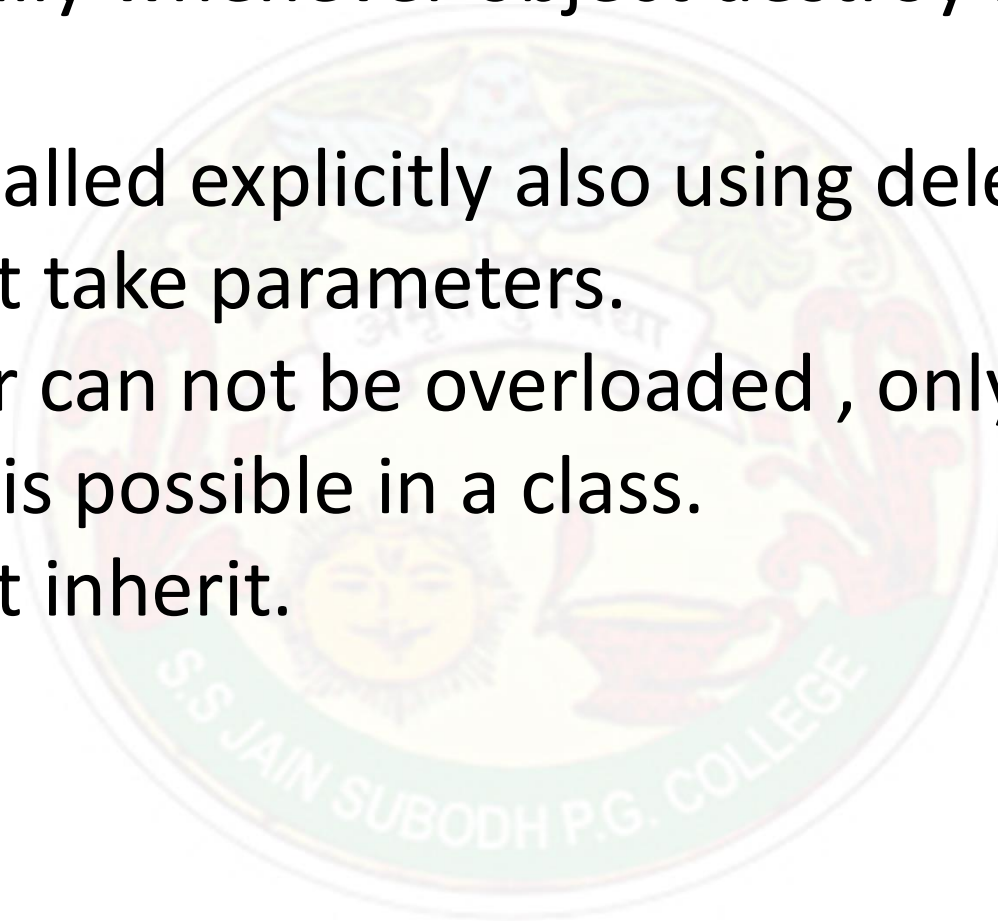 whenever object destroy
alled explicitly also using dele
t take parameters.
r can not be overloaded , only
is possible in a class.
t inherit.
S.S JAIN SUBODH P.G. COLLEGE